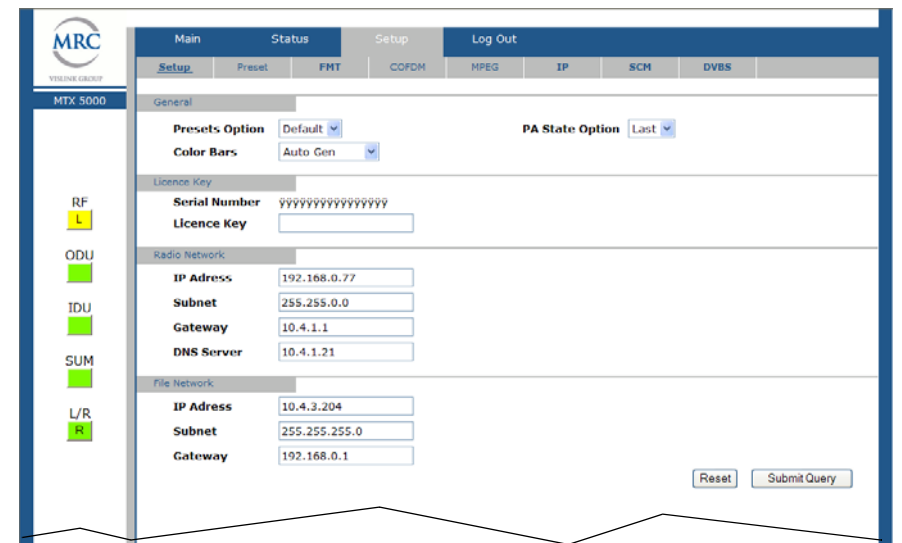 MRC
VISLINK GROUP
MTX 5000
Main Status Setup Log Out
Setup Preset FMT COFDM MPEG IP SCM DVBS
General
Presets Option Default PA State Option Last
Color Bars Auto Gen
Licence Key
Serial Number ÿÿÿÿÿÿÿÿÿÿÿÿÿÿÿÿ
Licence Key
Radio Network
IP Adress 192.168.0.77
Subnet 255.255.0.0
Gateway 10.4.1.1
DNS Server 10.4.1.21
File Network
IP Adress 10.4.3.204
Subnet 255.255.255.0
Gateway 192.168.0.1
Reset Submit Query
RF
L
ODU
IDU
SUM
L/R
R